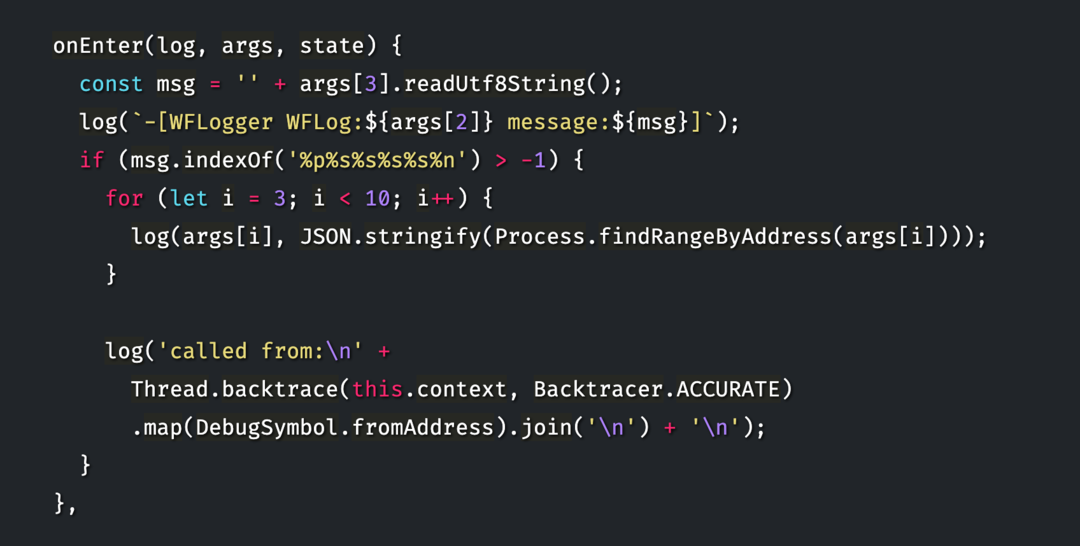 onEnter(log, args, state) {
const msg = '' + args[3].readUtf8String();
log(`-[WFLogger WFLog:${args[2]} message:${msg}]`);
if (msg.indexOf('%p%s%s%s%s%n') > -1) {
for (let i = 3; i < 10; i++) {
log(args[i], JSON.stringify(Process.findRangeByAddress(args[i])));
}
log('called from:\n' +
Thread.backtrace(this.context, Backtracer.ACCURATE)
.map(DebugSymbol.fromAddress).join('\n') + '\n');
}
},